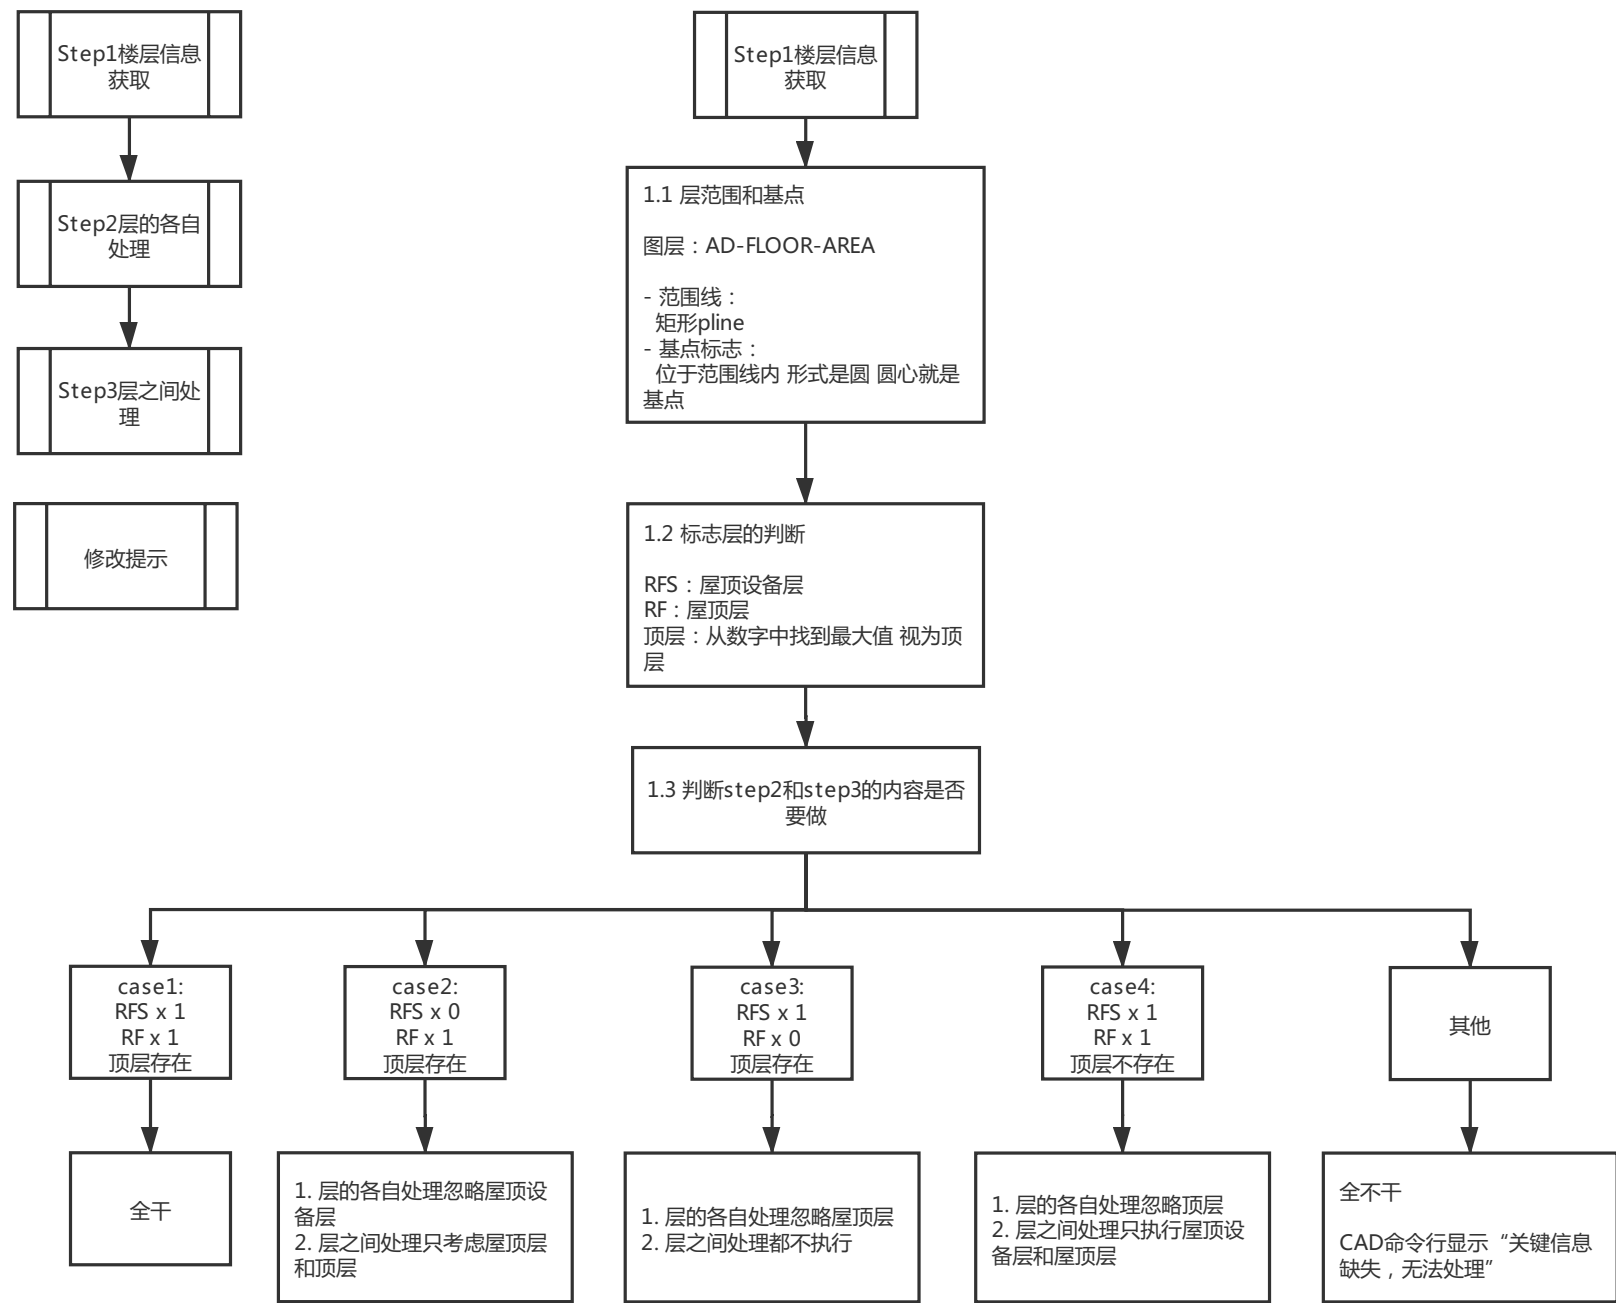 Step1楼层信息
获取
Step2层的各自
处理
Step3层之间处
理
修改提示
Step1楼层信息
获取
1.1 层范围和基点
图层：AD-FLOOR-AREA
- 范围线：
矩形pline
- 基点标志：
位于范围线内 形式是圆 圆心就是
基点
1.2 标志层的判断
RFS：屋顶设备层
RF：屋顶层
顶层：从数字中找到最大值 视为顶
层
1.3 判断step2和step3的内容是否
要做
case1:
RFS x 1
RF x 1
顶层存在
case2:
RFS x 0
RF x 1
顶层存在
case3:
RFS x 1
RF x 0
顶层存在
case4:
RFS x 1
RF x 1
顶层不存在
其他
全干
1. 层的各自处理忽略屋顶设
备层
2. 层之间处理只考虑屋顶层
和顶层
1. 层的各自处理忽略屋顶层
2. 层之间处理都不执行
1. 层的各自处理忽略顶层
2. 层之间处理只执行屋顶设
备层和屋顶层
全不干
CAD命令行显示“关键信息
缺失，无法处理”